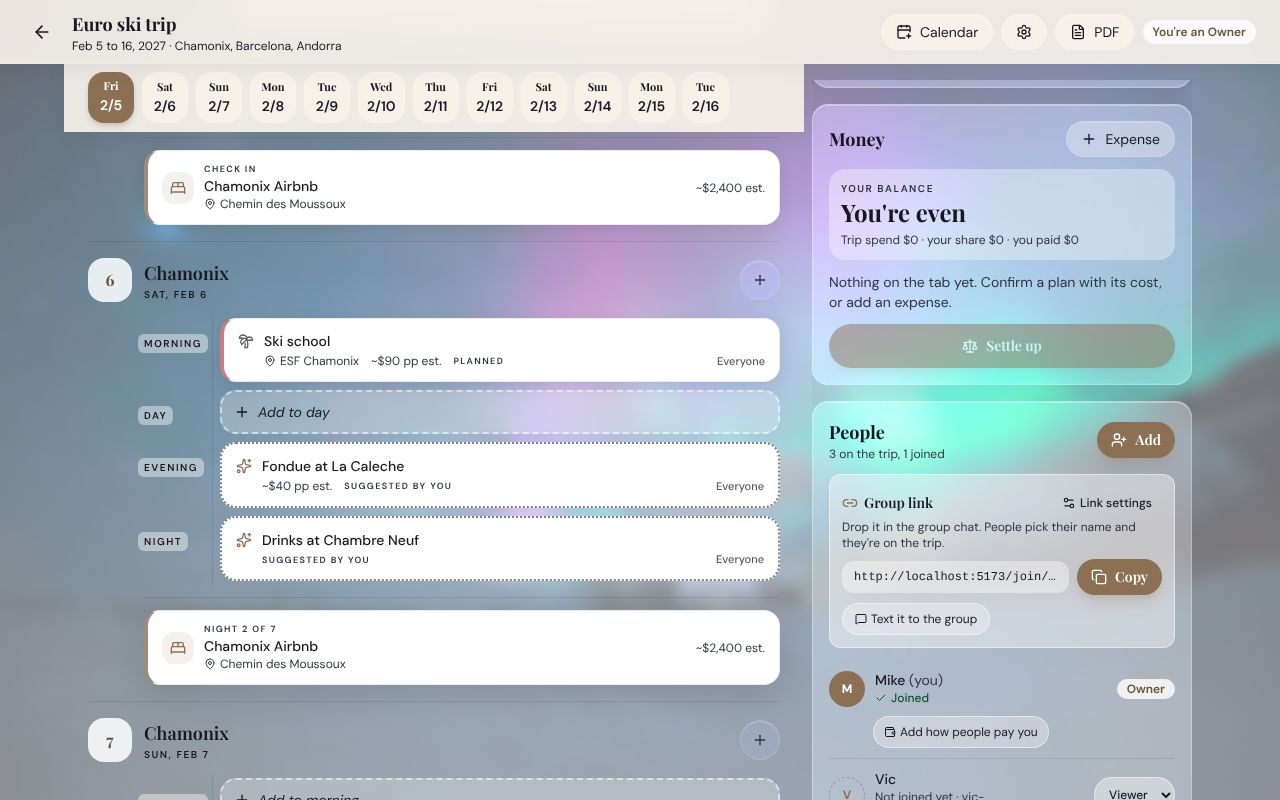 Euro ski trip
Feb 5 to 16, 2027 · Chamonix, Barcelona, Andorra
Calendar
PDF
You're an Owner
Fri 2/5
Sat 2/6
Sun 2/7
Mon 2/8
Tue 2/9
Wed 2/10
Thu 2/11
Fri 2/12
Sat 2/13
Sun 2/14
Mon 2/15
Tue 2/16
CHECK IN
Chamonix Airbnb
Chemin des Moussoux
~$2,400 est.
6
Chamonix
SAT, FEB 6
MORNING
Ski school
ESF Chamonix ~$90 pp est. PLANNED
Everyone
DAY
Add to day
EVENING
Fondue at La Caleche
~$40 pp est. SUGGESTED BY YOU
Everyone
NIGHT
Drinks at Chambre Neuf
SUGGESTED BY YOU
Everyone
NIGHT 2 OF 7
Chamonix Airbnb
Chemin des Moussoux
~$2,400 est.
7
Chamonix
SUN, FEB 7
Add to morning
Money
Expense
YOUR BALANCE
You're even
Trip spend $0 · your share $0 · you paid $0
Nothing on the tab yet. Confirm a plan with its cost,
or add an expense.
Settle up
People
3 on the trip, 1 joined
Add
Group link
Link settings
Drop it in the group chat. People pick their name and
they're on the trip.
http://localhost:5173/join/…
Copy
Text it to the group
M
Mike (you)
Joined
Owner
Add how people pay you
V
Vic
Not joined yet · vic-
Viewer